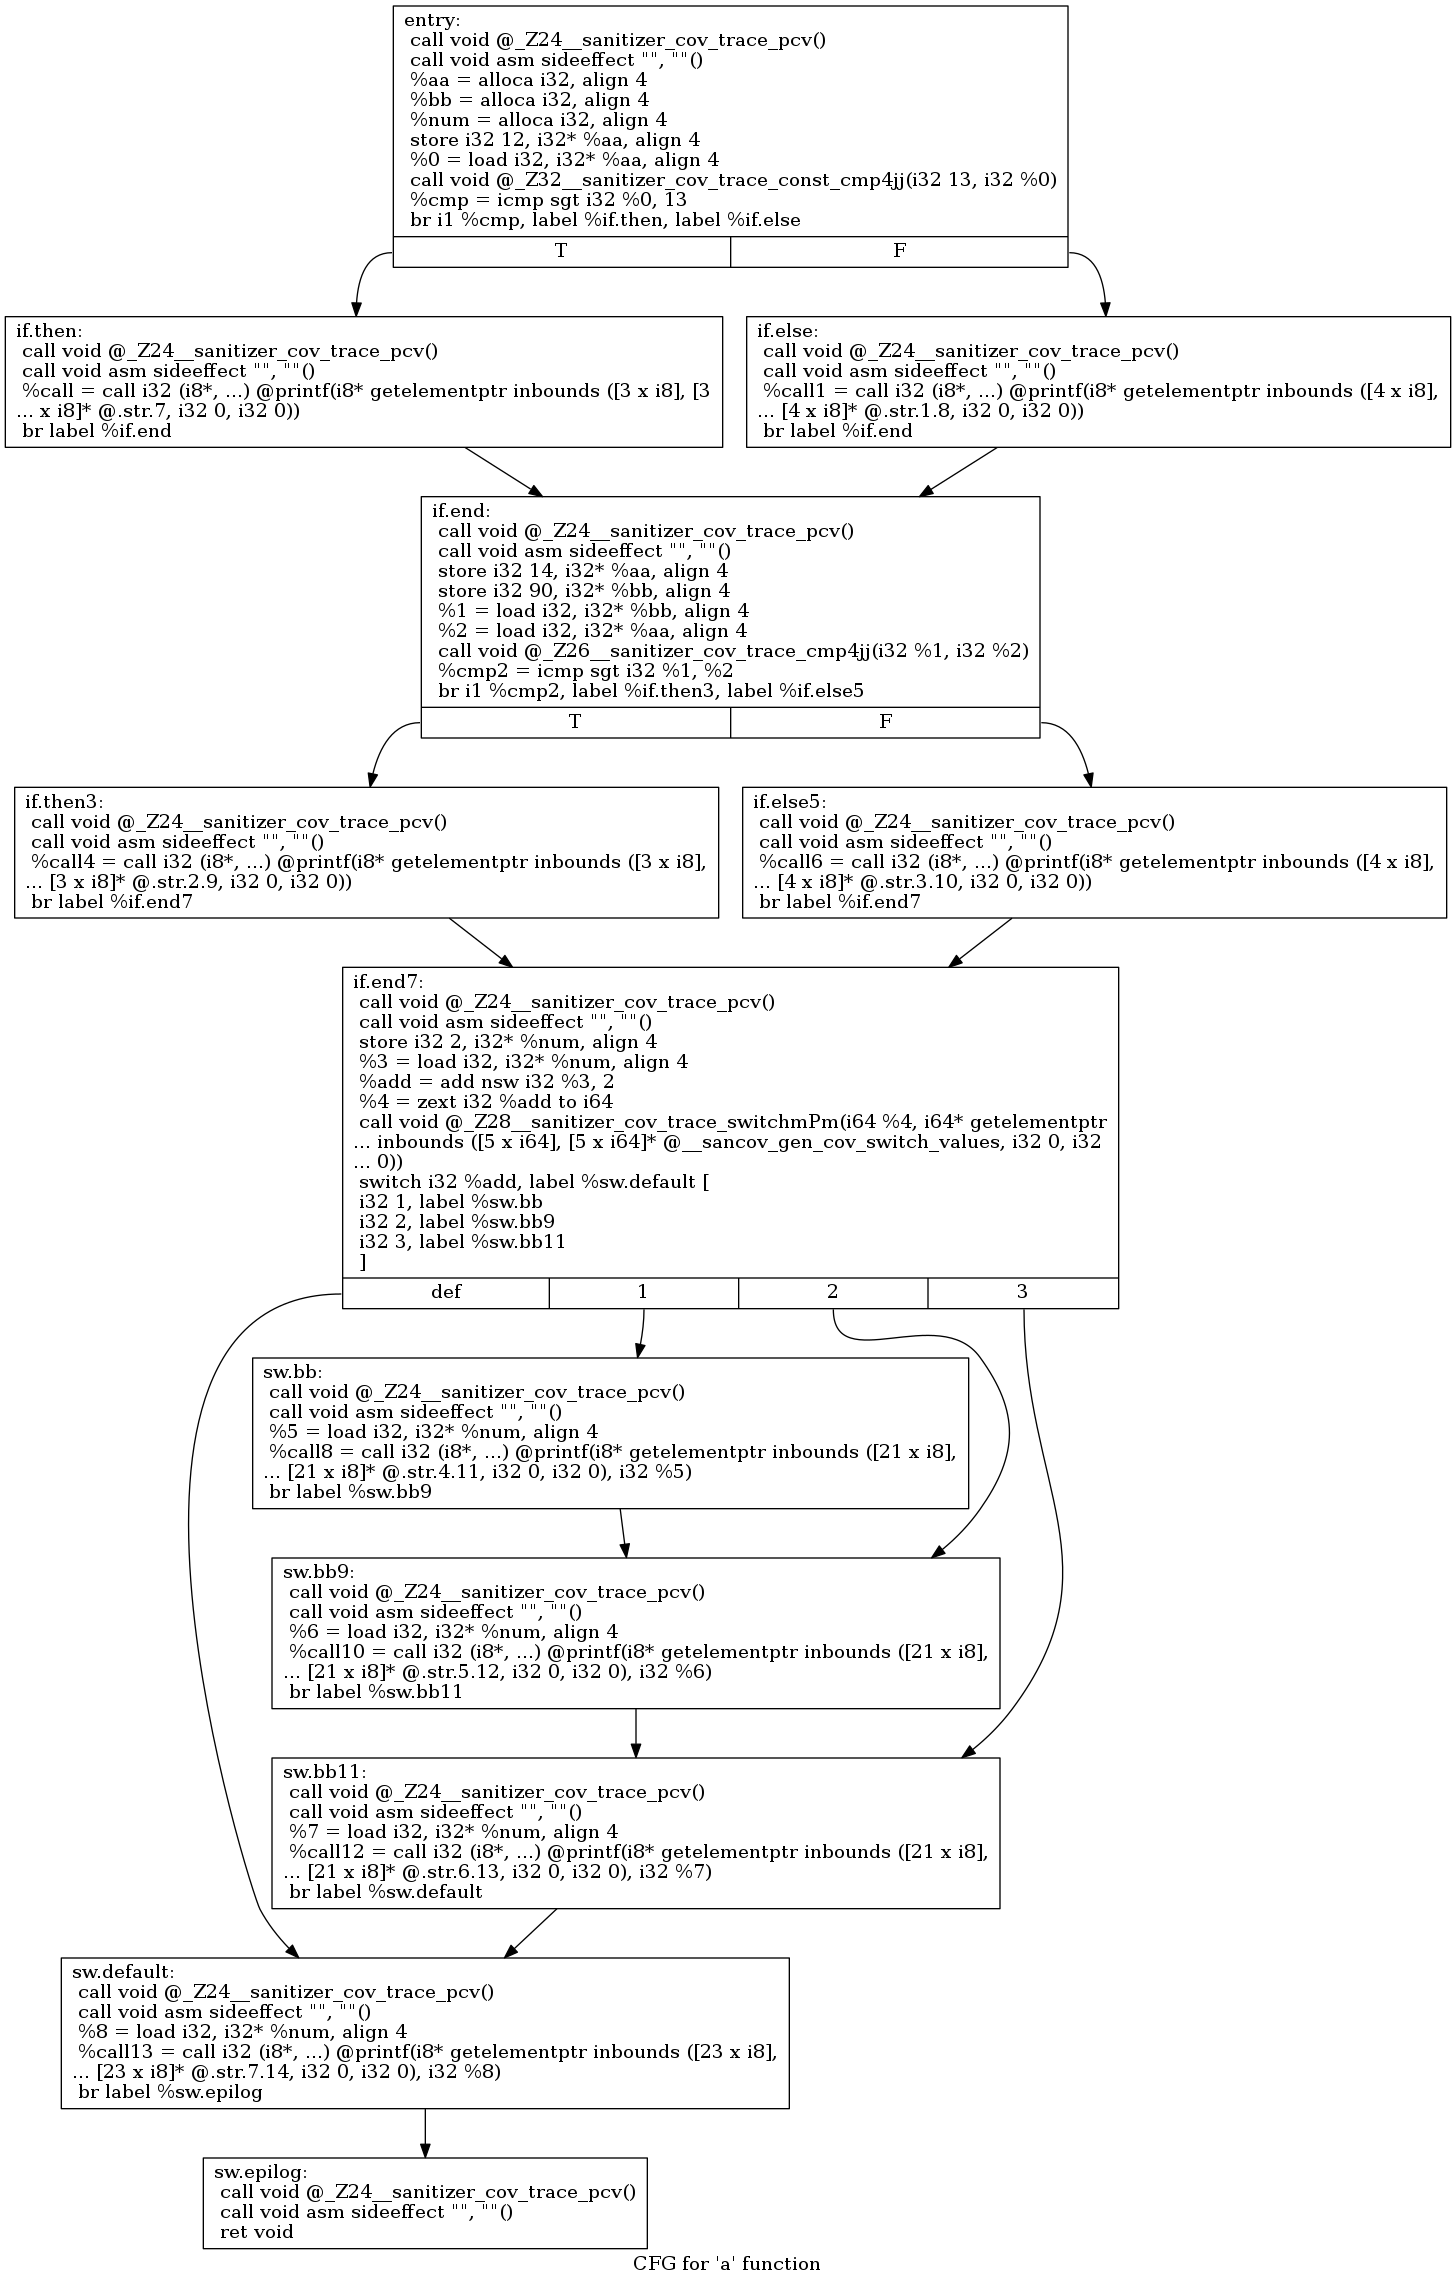 entry:
call void @_Z24__sanitizer_cov_trace_pcv()
call void asm sideeffect "", ""()
%aa = alloca i32, align 4
%bb = alloca i32, align 4
%num = alloca i32, align 4
store i32 12, i32* %aa, align 4
%0 = load i32, i32* %aa, align 4
call void @_Z32__sanitizer_cov_trace_const_cmp4jj(i32 13, i32 %0)
%cmp = icmp sgt i32 %0, 13
br i1 %cmp, label %if.then, label %if.else
T F
if.then:
call void @_Z24__sanitizer_cov_trace_pcv()
call void asm sideeffect "", ""()
%call = call i32 (i8*, ...) @printf(i8* getelementptr inbounds ([3 x i8], [3
... x i8]* @.str.7, i32 0, i32 0))
br label %if.end
if.else:
call void @_Z24__sanitizer_cov_trace_pcv()
call void asm sideeffect "", ""()
%call1 = call i32 (i8*, ...) @printf(i8* getelementptr inbounds ([4 x i8],
... [4 x i8]* @.str.1.8, i32 0, i32 0))
br label %if.end
if.end:
call void @_Z24__sanitizer_cov_trace_pcv()
call void asm sideeffect "", ""()
store i32 14, i32* %aa, align 4
store i32 90, i32* %bb, align 4
%1 = load i32, i32* %bb, align 4
%2 = load i32, i32* %aa, align 4
call void @_Z26__sanitizer_cov_trace_cmp4jj(i32 %1, i32 %2)
%cmp2 = icmp sgt i32 %1, %2
br i1 %cmp2, label %if.then3, label %if.else5
T F
if.then3:
call void @_Z24__sanitizer_cov_trace_pcv()
call void asm sideeffect "", ""()
%call4 = call i32 (i8*, ...) @printf(i8* getelementptr inbounds ([3 x i8],
... [3 x i8]* @.str.2.9, i32 0, i32 0))
br label %if.end7
if.else5:
call void @_Z24__sanitizer_cov_trace_pcv()
call void asm sideeffect "", ""()
%call6 = call i32 (i8*, ...) @printf(i8* getelementptr inbounds ([4 x i8],
... [4 x i8]* @.str.3.10, i32 0, i32 0))
br label %if.end7
if.end7:
call void @_Z24__sanitizer_cov_trace_pcv()
call void asm sideeffect "", ""()
store i32 2, i32* %num, align 4
%3 = load i32, i32* %num, align 4
%add = add nsw i32 %3, 2
%4 = zext i32 %add to i64
call void @_Z28__sanitizer_cov_trace_switchmPm(i64 %4, i64* getelementptr
... inbounds ([5 x i64], [5 x i64]* @__sancov_gen_cov_switch_values, i32 0, i32
... 0))
switch i32 %add, label %sw.default [
i32 1, label %sw.bb
i32 2, label %sw.bb9
i32 3, label %sw.bb11
]
def 1 2 3
sw.bb:
call void @_Z24__sanitizer_cov_trace_pcv()
call void asm sideeffect "", ""()
%5 = load i32, i32* %num, align 4
%call8 = call i32 (i8*, ...) @printf(i8* getelementptr inbounds ([21 x i8],
... [21 x i8]* @.str.4.11, i32 0, i32 0), i32 %5)
br label %sw.bb9
sw.bb9:
call void @_Z24__sanitizer_cov_trace_pcv()
call void asm sideeffect "", ""()
%6 = load i32, i32* %num, align 4
%call10 = call i32 (i8*, ...) @printf(i8* getelementptr inbounds ([21 x i8],
... [21 x i8]* @.str.5.12, i32 0, i32 0), i32 %6)
br label %sw.bb11
sw.bb11:
call void @_Z24__sanitizer_cov_trace_pcv()
call void asm sideeffect "", ""()
%7 = load i32, i32* %num, align 4
%call12 = call i32 (i8*, ...) @printf(i8* getelementptr inbounds ([21 x i8],
... [21 x i8]* @.str.6.13, i32 0, i32 0), i32 %7)
br label %sw.default
sw.default:
call void @_Z24__sanitizer_cov_trace_pcv()
call void asm sideeffect "", ""()
%8 = load i32, i32* %num, align 4
%call13 = call i32 (i8*, ...) @printf(i8* getelementptr inbounds ([23 x i8],
... [23 x i8]* @.str.7.14, i32 0, i32 0), i32 %8)
br label %sw.epilog
sw.epilog:
call void @_Z24__sanitizer_cov_trace_pcv()
call void asm sideeffect "", ""()
ret void
CFG for 'a' function